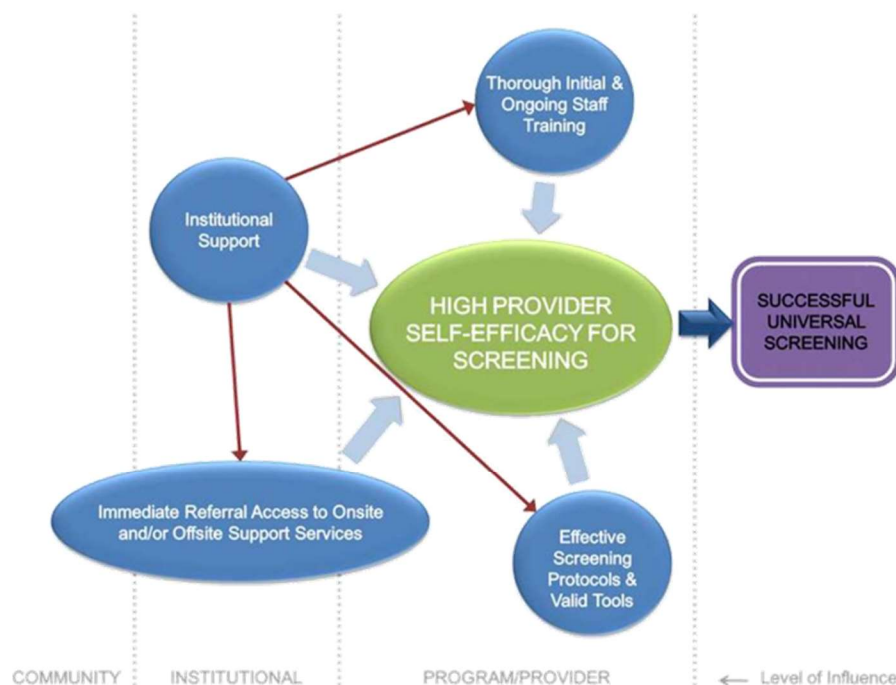 Thorough Initial &
Ongoing Staff
Training
Institutional
Support
HIGH PROVIDER
SELF-EFFICACY FOR
SCREENING
SUCCESSFUL
UNIVERSAL
SCREENING
Immediate Referral Access to Onsite
and/or Offsite Support Services
Effective
Screening
Protocols &
Valid Tools
COMMUNITY
INSTITUTIONAL
PROGRAM/PROVIDER
← Level of Influence